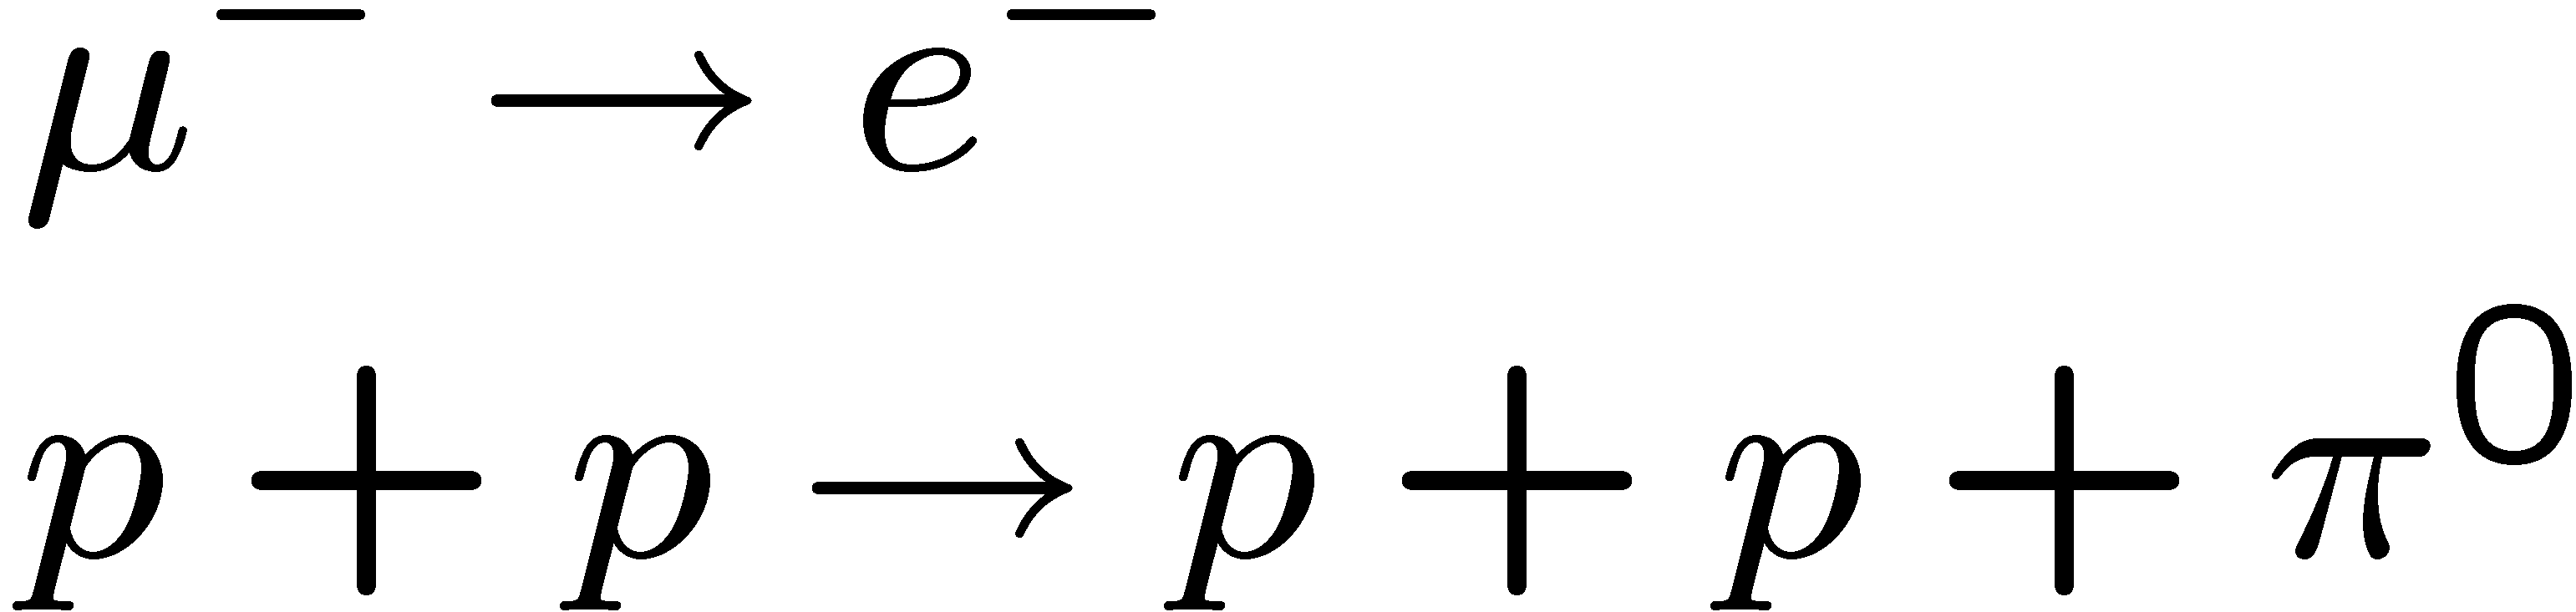 μ⁻ → e⁻
p + p → p + p + π⁰